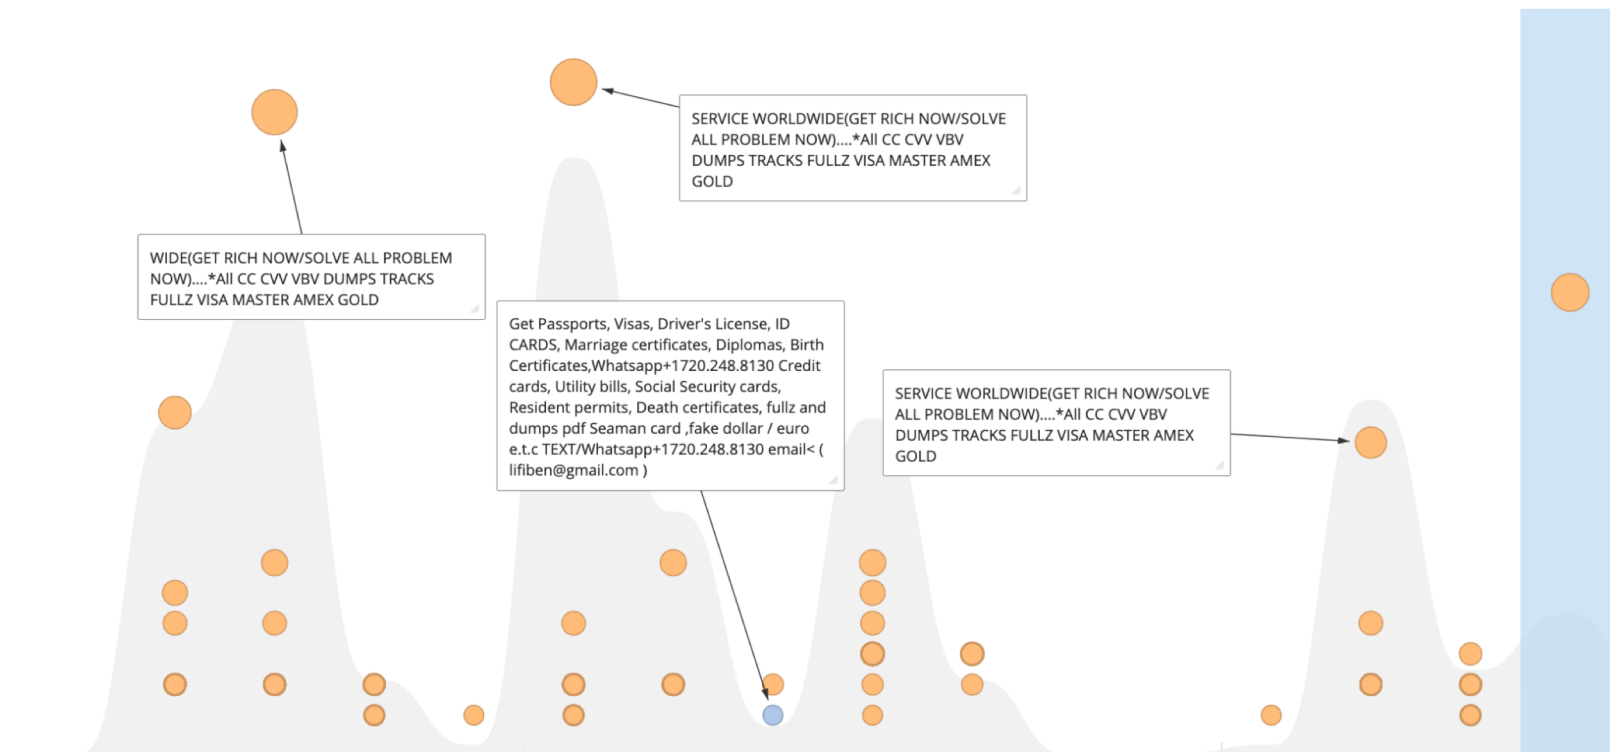 SERVICE WORLDWIDE(GET RICH NOW/SOLVE
ALL PROBLEM NOW)....*All CC CVV VBV
DUMPS TRACKS FULLZ VISA MASTER AMEX
GOLD
WIDE(GET RICH NOW/SOLVE ALL PROBLEM
NOW)....*All CC CVV VBV DUMPS TRACKS
FULLZ VISA MASTER AMEX GOLD
Get Passports, Visas, Driver's License, ID
CARDS, Marriage certificates, Diplomas, Birth
Certificates,Whatsapp+1720.248.8130 Credit
cards, Utility bills, Social Security cards,
Resident permits, Death certificates, fullz and
dumps pdf Seaman card ,fake dollar / euro
e.t.c TEXT/Whatsapp+1720.248.8130 email< (
lifiben@gmail.com )
SERVICE WORLDWIDE(GET RICH NOW/SOLVE
ALL PROBLEM NOW)....*All CC CVV VBV
DUMPS TRACKS FULLZ VISA MASTER AMEX
GOLD